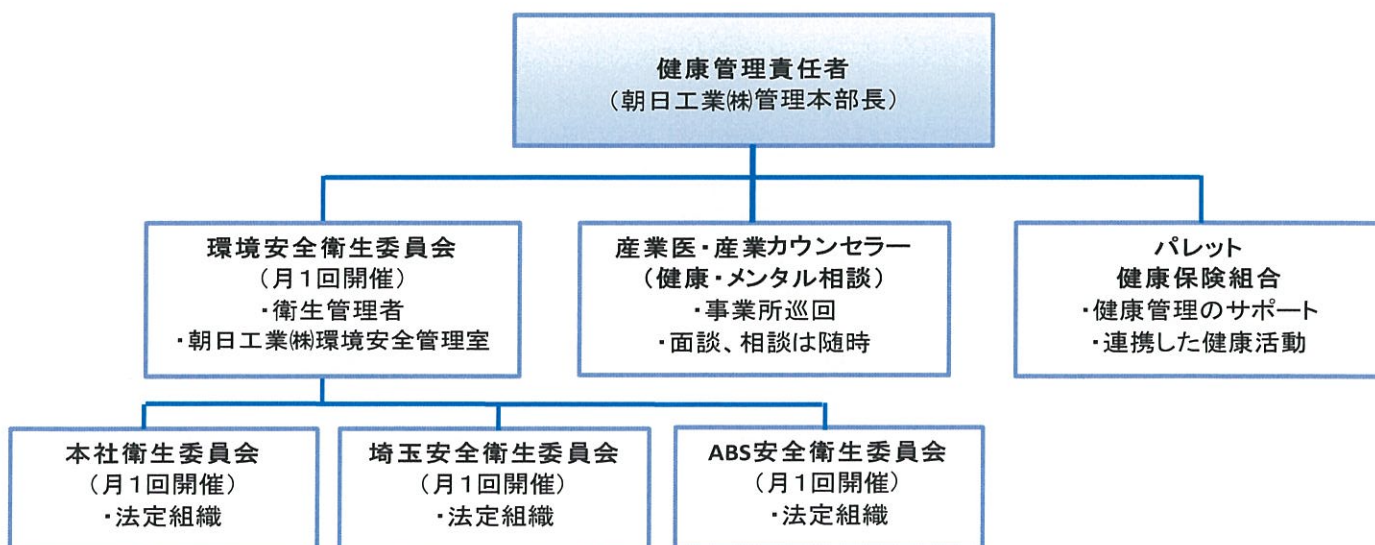 健康管理責任者
（朝日工業㈱管理本部長）
環境安全衛生委員会
（月１回開催）
・衛生管理者
・朝日工業㈱環境安全管理室
産業医・産業カウンセラー
（健康・メンタル相談）
・事業所巡回
・面談、相談は随時
パレット
健康保険組合
・健康管理のサポート
・連携した健康活動
本社衛生委員会
（月１回開催）
・法定組織
埼玉安全衛生委員会
（月１回開催）
・法定組織
ABS安全衛生委員会
（月１回開催）
・法定組織